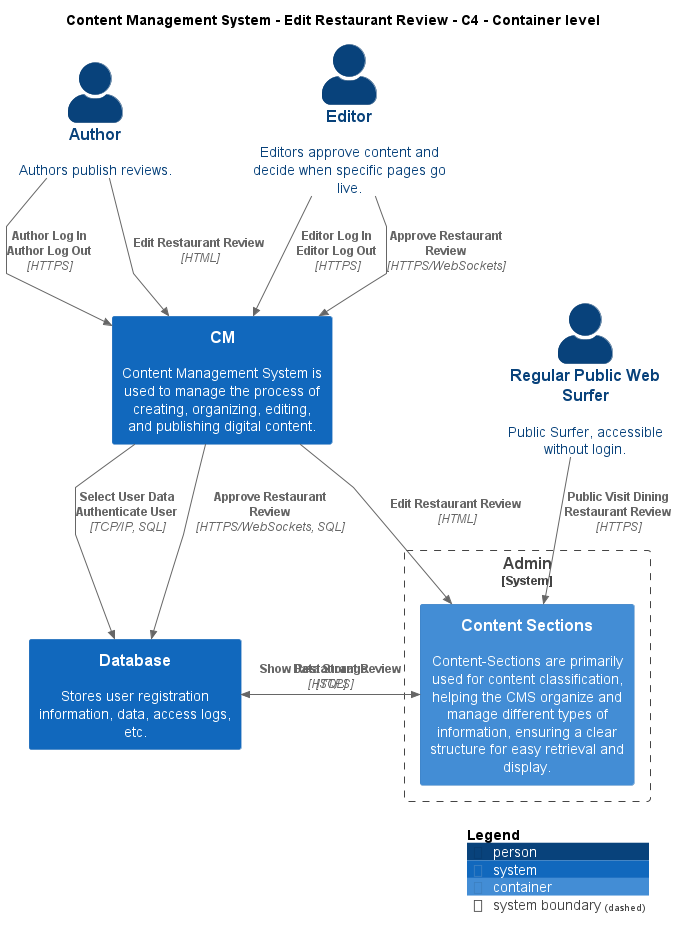 Content Management System - Edit Restaurant Review - C4 - Container level
Author
Authors publish reviews.
Editor
Editors approve content and
decide when specific pages go
live.
Author Log In
Author Log Out
[HTTPS]
Edit Restaurant Review
[HTML]
Editor Log In
Editor Log Out
[HTTPS]
Approve Restaurant
Review
[HTTPS/WebSockets]
CM
Content Management System is
used to manage the process of
creating, organizing, editing,
and publishing digital content.
Regular Public Web
Surfer
Public Surfer, accessible
without login.
Select User Data
Authenticate User
[TCP/IP, SQL]
Approve Restaurant
Review
[HTTPS/WebSockets, SQL]
Edit Restaurant Review
[HTML]
Public Visit Dining
Restaurant Review
[HTTPS]
Admin
[System]
Database
Stores user registration
information, data, access logs,
etc.
Show Restaurant Review
[HTTPS]
Data Storage
[SQL]
Content Sections
Content-Sections are primarily
used for content classification,
helping the CMS organize and
manage different types of
information, ensuring a clear
structure for easy retrieval and
display.
Legend
person
system
container
system boundary (dashed)